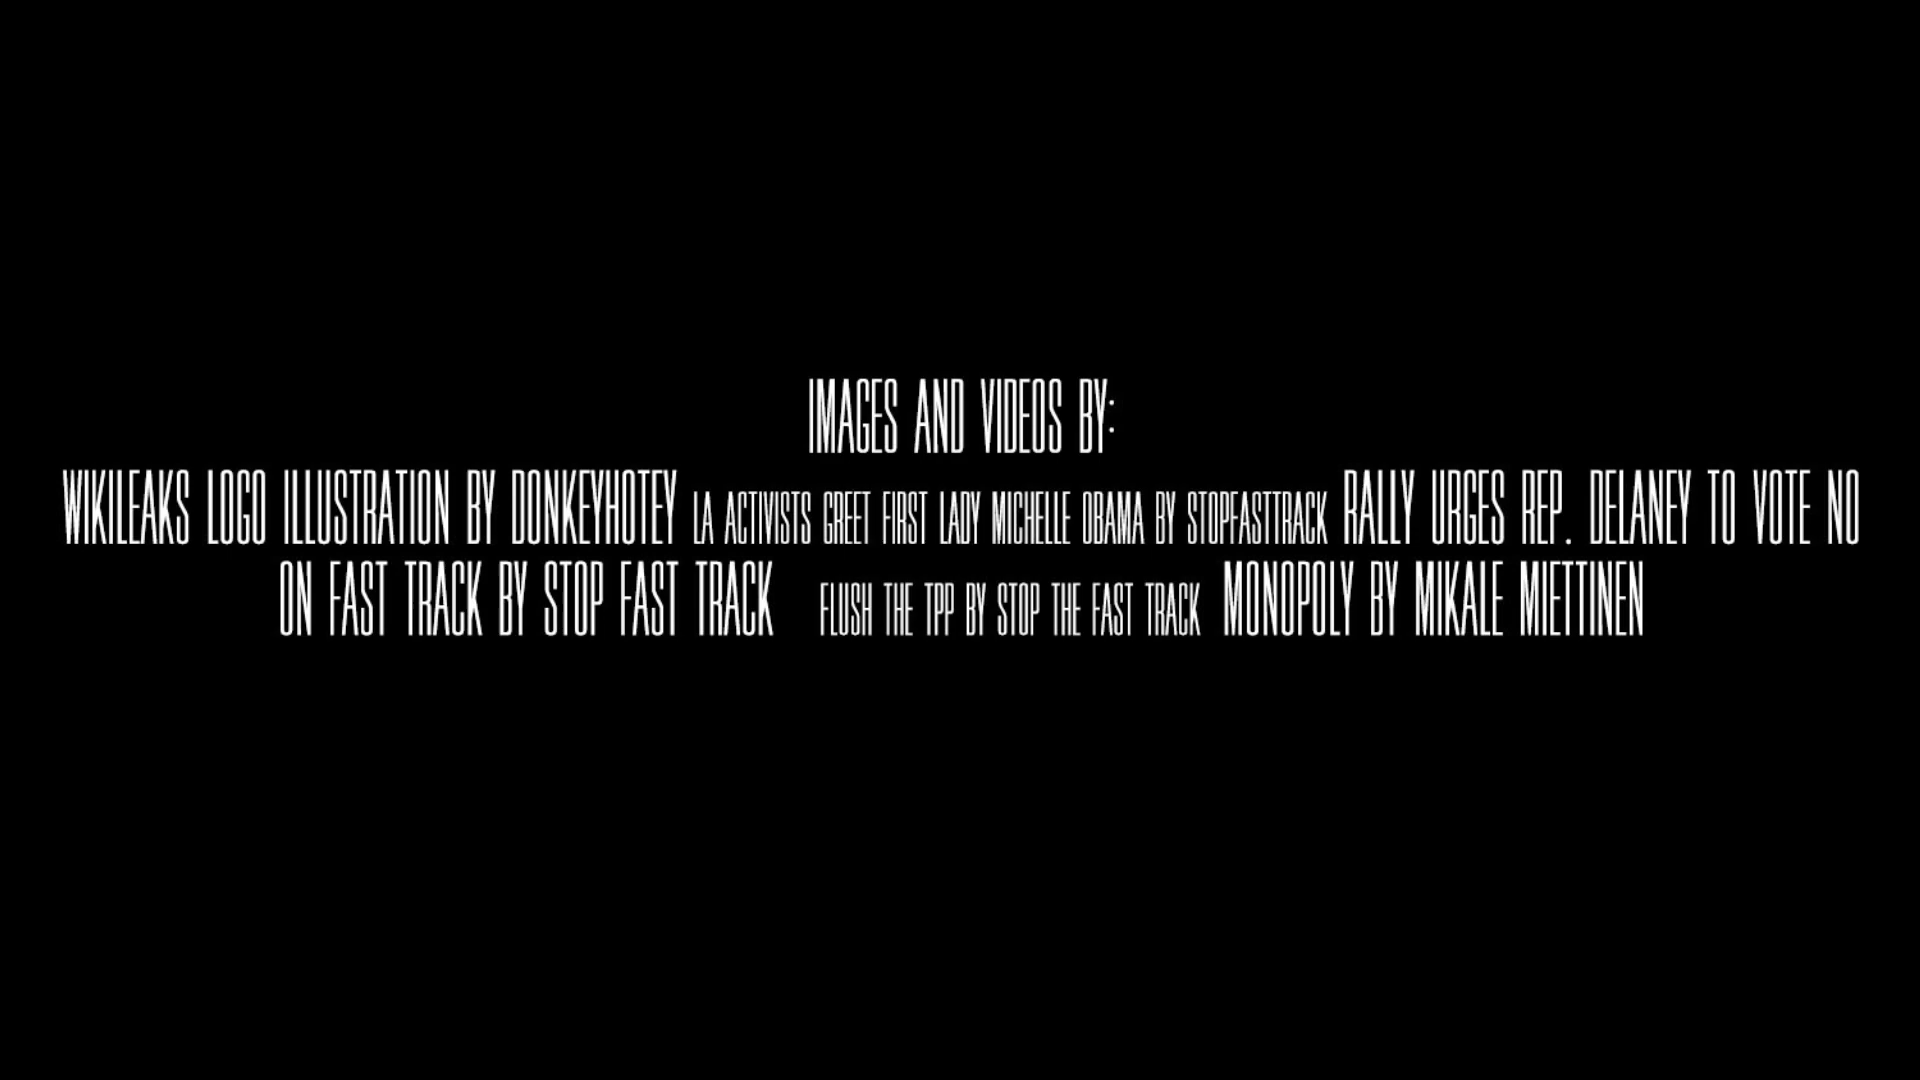 IMAGES AND VIDEOS BY:
WIKILEAKS LOGO ILLUSTRATION BY DONKEYHOTEY LA ACTIVISTS GREET FIRST LADY MICHELLE OBAMA BY STOPFASTTRACK RALLY URGES REP. DELANEY TO VOTE NO
ON FAST TRACK BY STOP FAST TRACK FLUSH THE TPP BY STOP THE FAST TRACK MONOPOLY BY MIKALE MIETTINEN